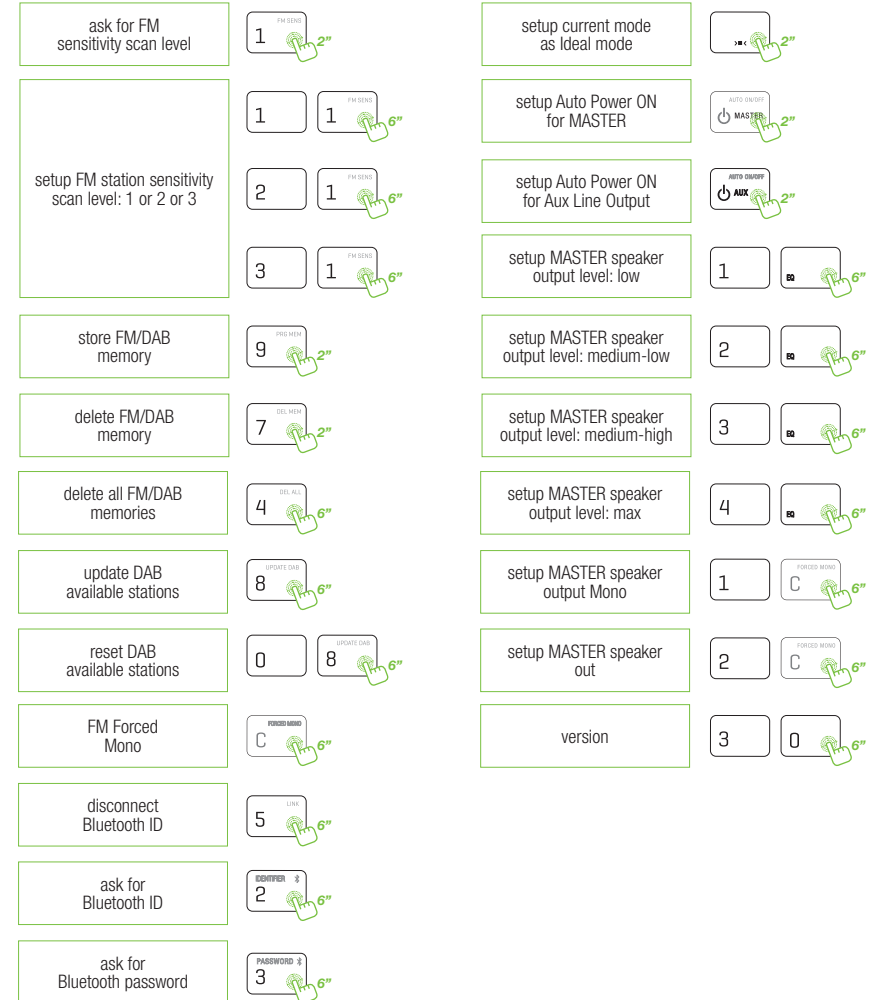 ask for FM
sensitivity scan level
1 FM SENS
2”
setup FM station sensitivity
scan level: 1 or 2 or 3
1 1 FM SENS
6”
2 1 FM SENS
6”
3 1 FM SENS
6”
store FM/DAB
memory
9 PRG MEM
2”
delete FM/DAB
memory
7 DEL MEM
2”
delete all FM/DAB
memories
4 DEL ALL
6”
update DAB
available stations
8 UPDATE DAB
6”
reset DAB
available stations
0 8 UPDATE DAB
6”
FM Forced
Mono
FORCED MONO
C
6”
disconnect
Bluetooth ID
5 LINK
6”
ask for
Bluetooth ID
IDENTIFIER
2
6”
ask for
Bluetooth password
PASSWORD
3
6”
setup current mode
as Ideal mode
2”
setup Auto Power ON
for MASTER
AUTO ON/OFF
MASTER
2”
setup Auto Power ON
for Aux Line Output
AUTO ON/OFF
AUX
2”
setup MASTER speaker
output level: low
1 EQ
6”
setup MASTER speaker
output level: medium-low
2 EQ
6”
setup MASTER speaker
output level: medium-high
3 EQ
6”
setup MASTER speaker
output level: max
4 EQ
6”
setup MASTER speaker
output Mono
FORCED MONO
1 C
6”
setup MASTER speaker
out
FORCED MONO
2 C
6”
version
3 0
6”